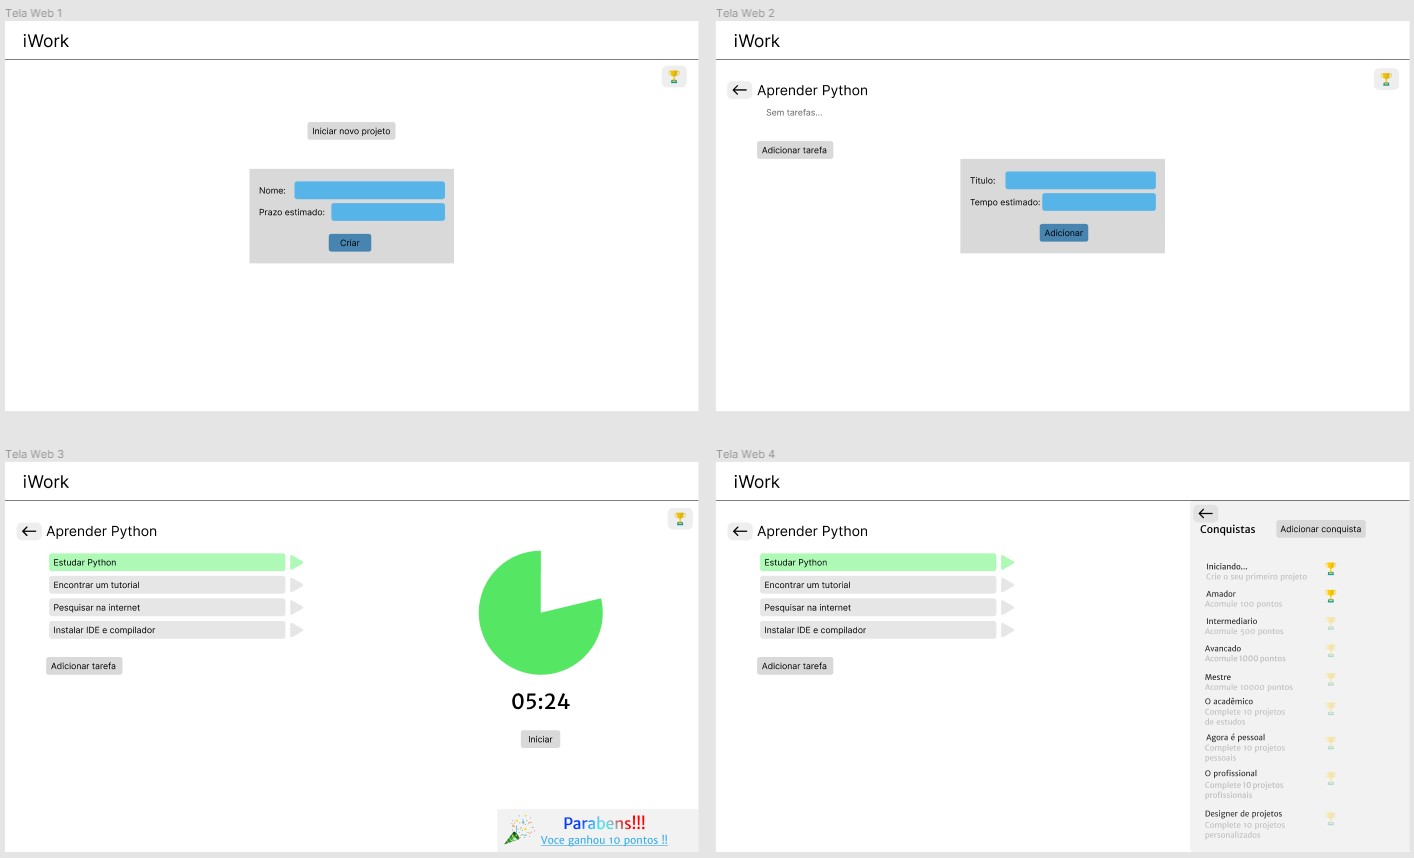 Tela Web 1
iWork
Iniciar novo projeto
Nome:
Prazo estimado:
Criar
Tela Web 2
iWork
Aprender Python
Sem tarefas...
Adicionar tarefa
Titulo:
Tempo estimado:
Adicionar
Tela Web 3
iWork
Aprender Python
Estudar Python
Encontrar um tutorial
Pesquisar na internet
Instalar IDE e compilador
Adicionar tarefa
05:24
Iniciar
Parabens!!!
Voce ganhou 10 pontos !!
Tela Web 4
iWork
Aprender Python
Estudar Python
Encontrar um tutorial
Pesquisar na internet
Instalar IDE e compilador
Adicionar tarefa
Conquistas
Adicionar conquista
Iniciando...
Crie o seu primeiro projeto
Amador
Acomule 100 pontos
Intermediario
Acomule 500 pontos
Avancado
Acomule 1000 pontos
Mestre
Acomule 10000 pontos
O acadêmico
Complete 10 projetos
de estudos
Agora é pessoal
Complete 10 projetos
pessoais
O profissional
Complete 10 projetos
profissionais
Designer de projetos
Complete 10 projetos
personalizados